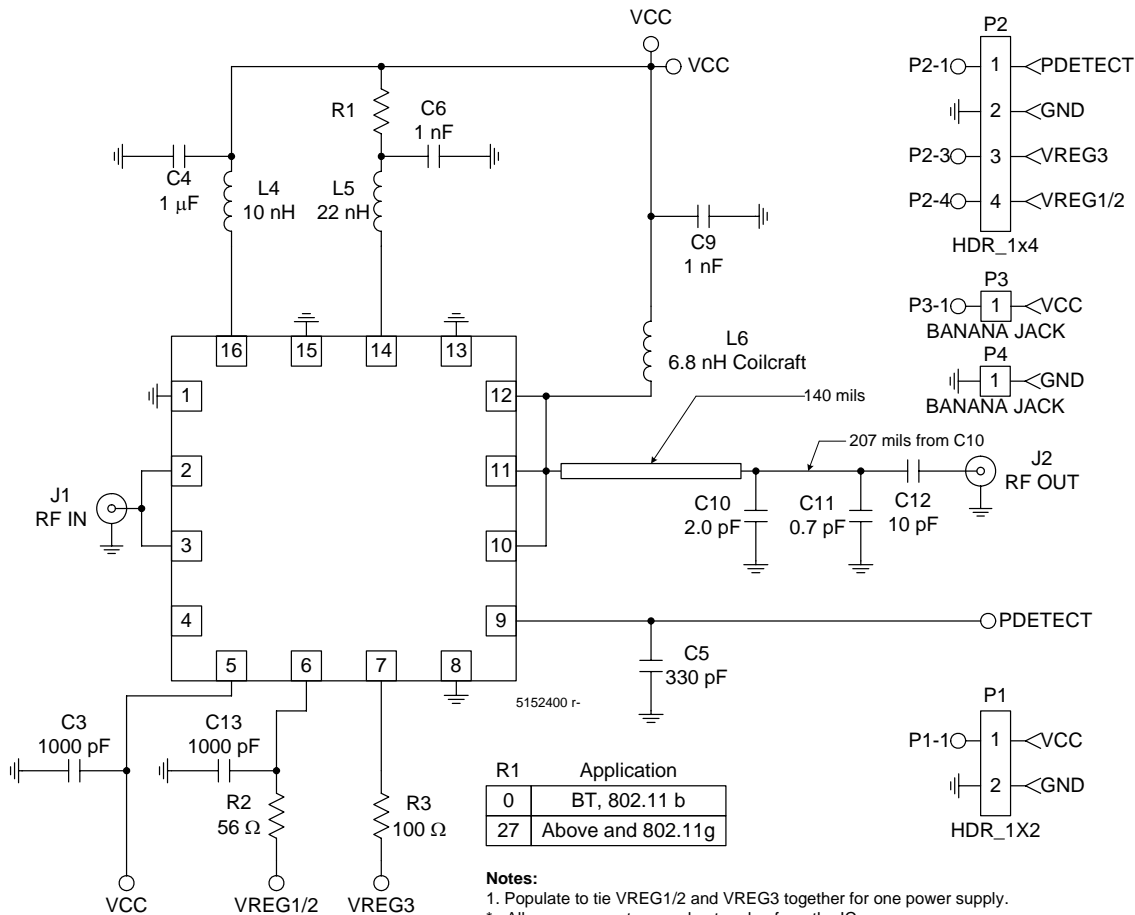 VCC
VCC
R1
C6
1 nF
C4
1 μF
L4
10 nH
L5
22 nH
C9
1 nF
L6
6.8 nH Coilcraft
140 mils
207 mils from C10
16
15
14
13
1
2
3
4
12
11
10
9
5
6
7
8
J1
RF IN
J2
RF OUT
C10
2.0 pF
C11
0.7 pF
C12
10 pF
PDETECT
C5
330 pF
5152400 r-
C3
1000 pF
C13
1000 pF
R2
56 Ω
R3
100 Ω
VCC
VREG1/2
VREG3
R1 Application
0 BT, 802.11 b
27 Above and 802.11g
Notes:
1. Populate to tie VREG1/2 and VREG3 together for one power supply.
P2
P2-1 1 PDETECT
2 GND
P2-3 3 VREG3
P2-4 4 VREG1/2
HDR_1x4
P3
P3-1 1 VCC
BANANA JACK
P4
1 GND
BANANA JACK
P1
P1-1 1 VCC
2 GND
HDR_1X2